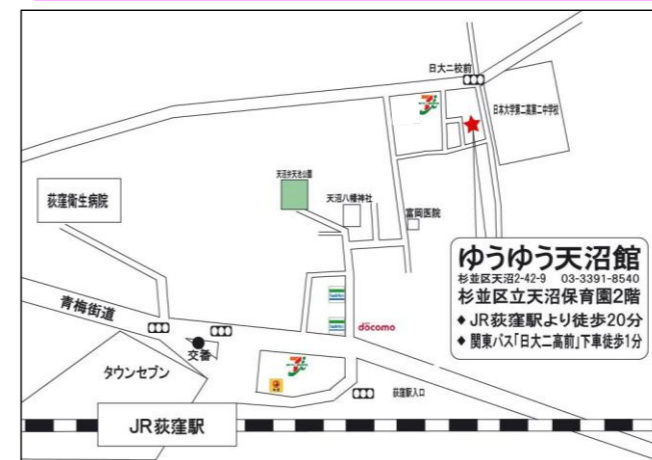 日大二校前
日本大学第二高第二中学校
天沼弁天池公園
天沼八幡神社
荻窪衛生病院
富岡医院
ゆうゆう天沼館
杉並区天沼2-42-9 03-3391-8540
杉並区立天沼保育園2階
◆JR荻窪駅より徒歩20分
◆関東バス「日大二高前」下車徒歩1分
青梅街道
döcomo
交番
タウンセブン
荻窪駅入口
JR荻窪駅